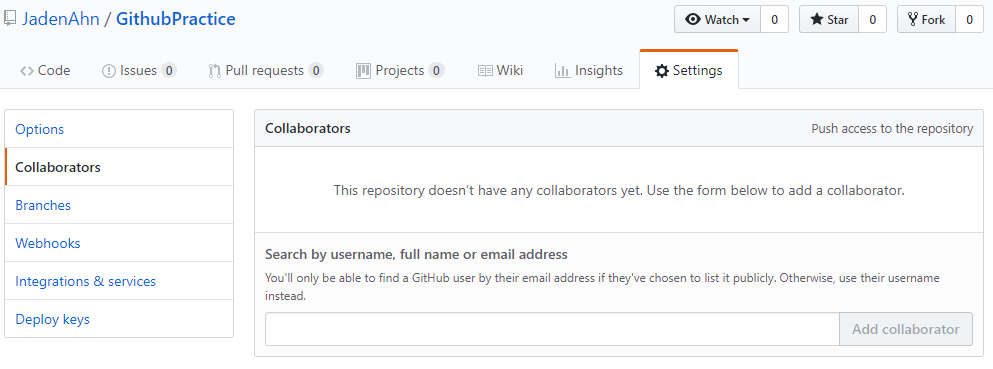 JadenAhn / GithubPractice
Watch 0 Star 0 Fork 0
Code Issues 0 Pull requests 0 Projects 0 Wiki Insights Settings
Options
Collaborators
Branches
Webhooks
Integrations & services
Deploy keys
Collaborators Push access to the repository
This repository doesn't have any collaborators yet. Use the form below to add a collaborator.
Search by username, full name or email address
You'll only be able to find a GitHub user by their email address if they've chosen to list it publicly. Otherwise, use their username
instead.
Add collaborator